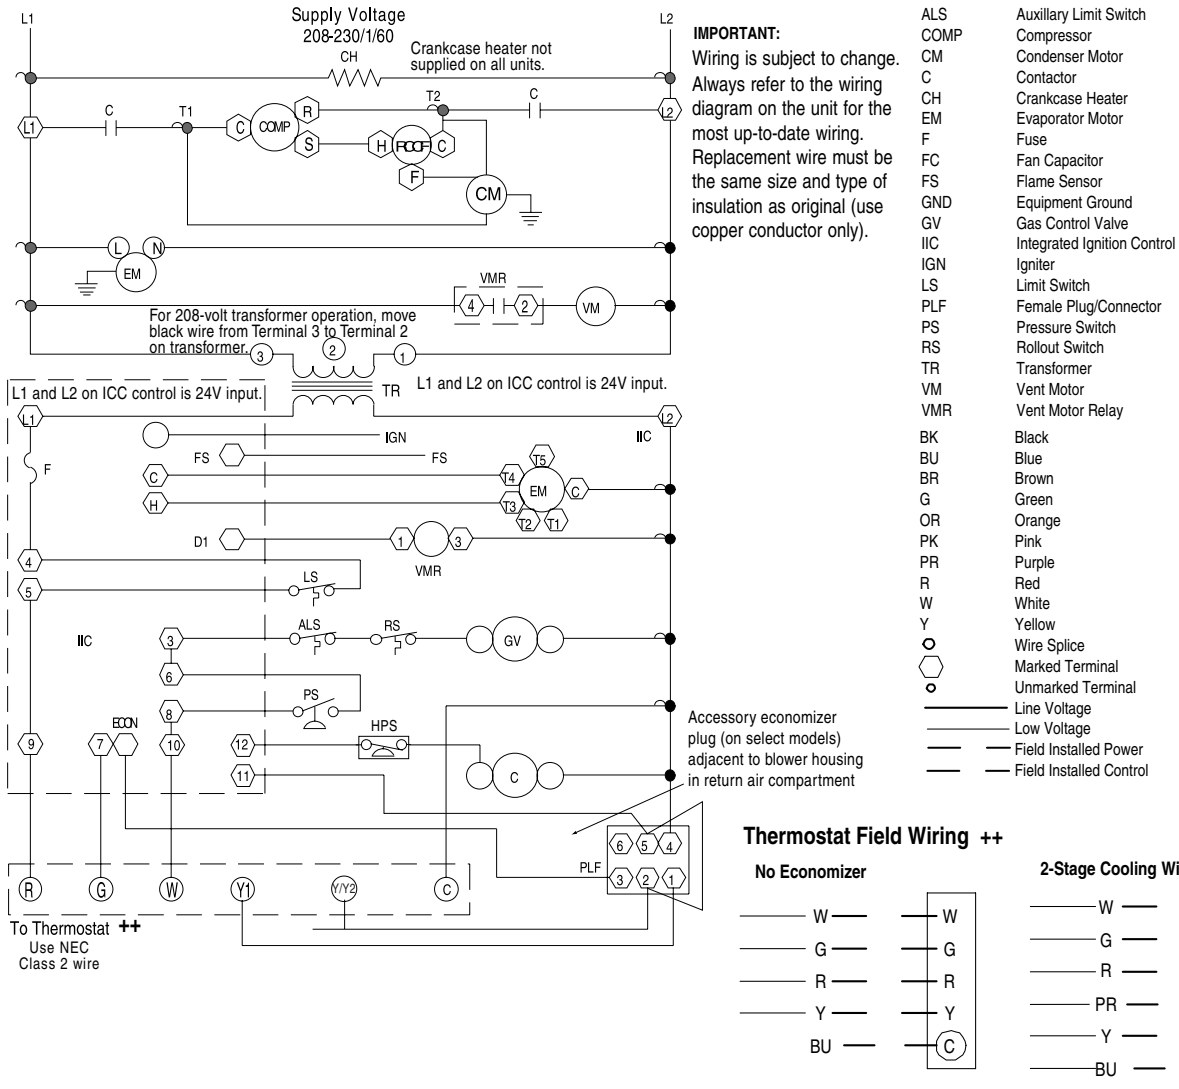 L1
Supply Voltage
208-230/1/60
L2
CH
Crankcase heater not
supplied on all units.
L1
C
T1
C
COMP
R
S
H
RCOF
C
F
T2
C
L2
CM
L
N
EM
VMR
4
2
VM
For 208-volt transformer operation, move
black wire from Terminal 3 to Terminal 2
on transformer.
3
2
1
TR
L1 and L2 on ICC control is 24V input.
L1 and L2 on ICC control is 24V input.
L1
L2
IIC
IGN
F
FS
FS
C
T4
T5
EM
C
H
T3
T2
T1
D1
1
3
VMR
4
5
LS
IIC
3
ALS
RS
GV
6
8
PS
ECON
HPS
9
7
10
12
C
11
Accessory economizer
plug (on select models)
adjacent to blower housing
in return air compartment
6
5
4
PLF
3
2
1
R
G
W
Y1
Y/Y2
C
To Thermostat ++
Use NEC
Class 2 wire
IMPORTANT:
Wiring is subject to change.
Always refer to the wiring
diagram on the unit for the
most up-to-date wiring.
Replacement wire must be
the same size and type of
insulation as original (use
copper conductor only).
ALS Auxillary Limit Switch
COMP Compressor
CM Condenser Motor
C Contactor
CH Crankcase Heater
EM Evaporator Motor
F Fuse
FC Fan Capacitor
FS Flame Sensor
GND Equipment Ground
GV Gas Control Valve
IIC Integrated Ignition Control
IGN Igniter
LS Limit Switch
PLF Female Plug/Connector
PS Pressure Switch
RS Rollout Switch
TR Transformer
VM Vent Motor
VMR Vent Motor Relay
BK Black
BU Blue
BR Brown
G Green
OR Orange
PK Pink
PR Purple
R Red
W White
Y Yellow
Wire Splice
Marked Terminal
Unmarked Terminal
Line Voltage
Low Voltage
Field Installed Power
Field Installed Control
Thermostat Field Wiring ++
No Economizer
W W
G G
R R
Y Y
BU C
2-Stage Cooling Wi
W
G
R
PR
Y
BU